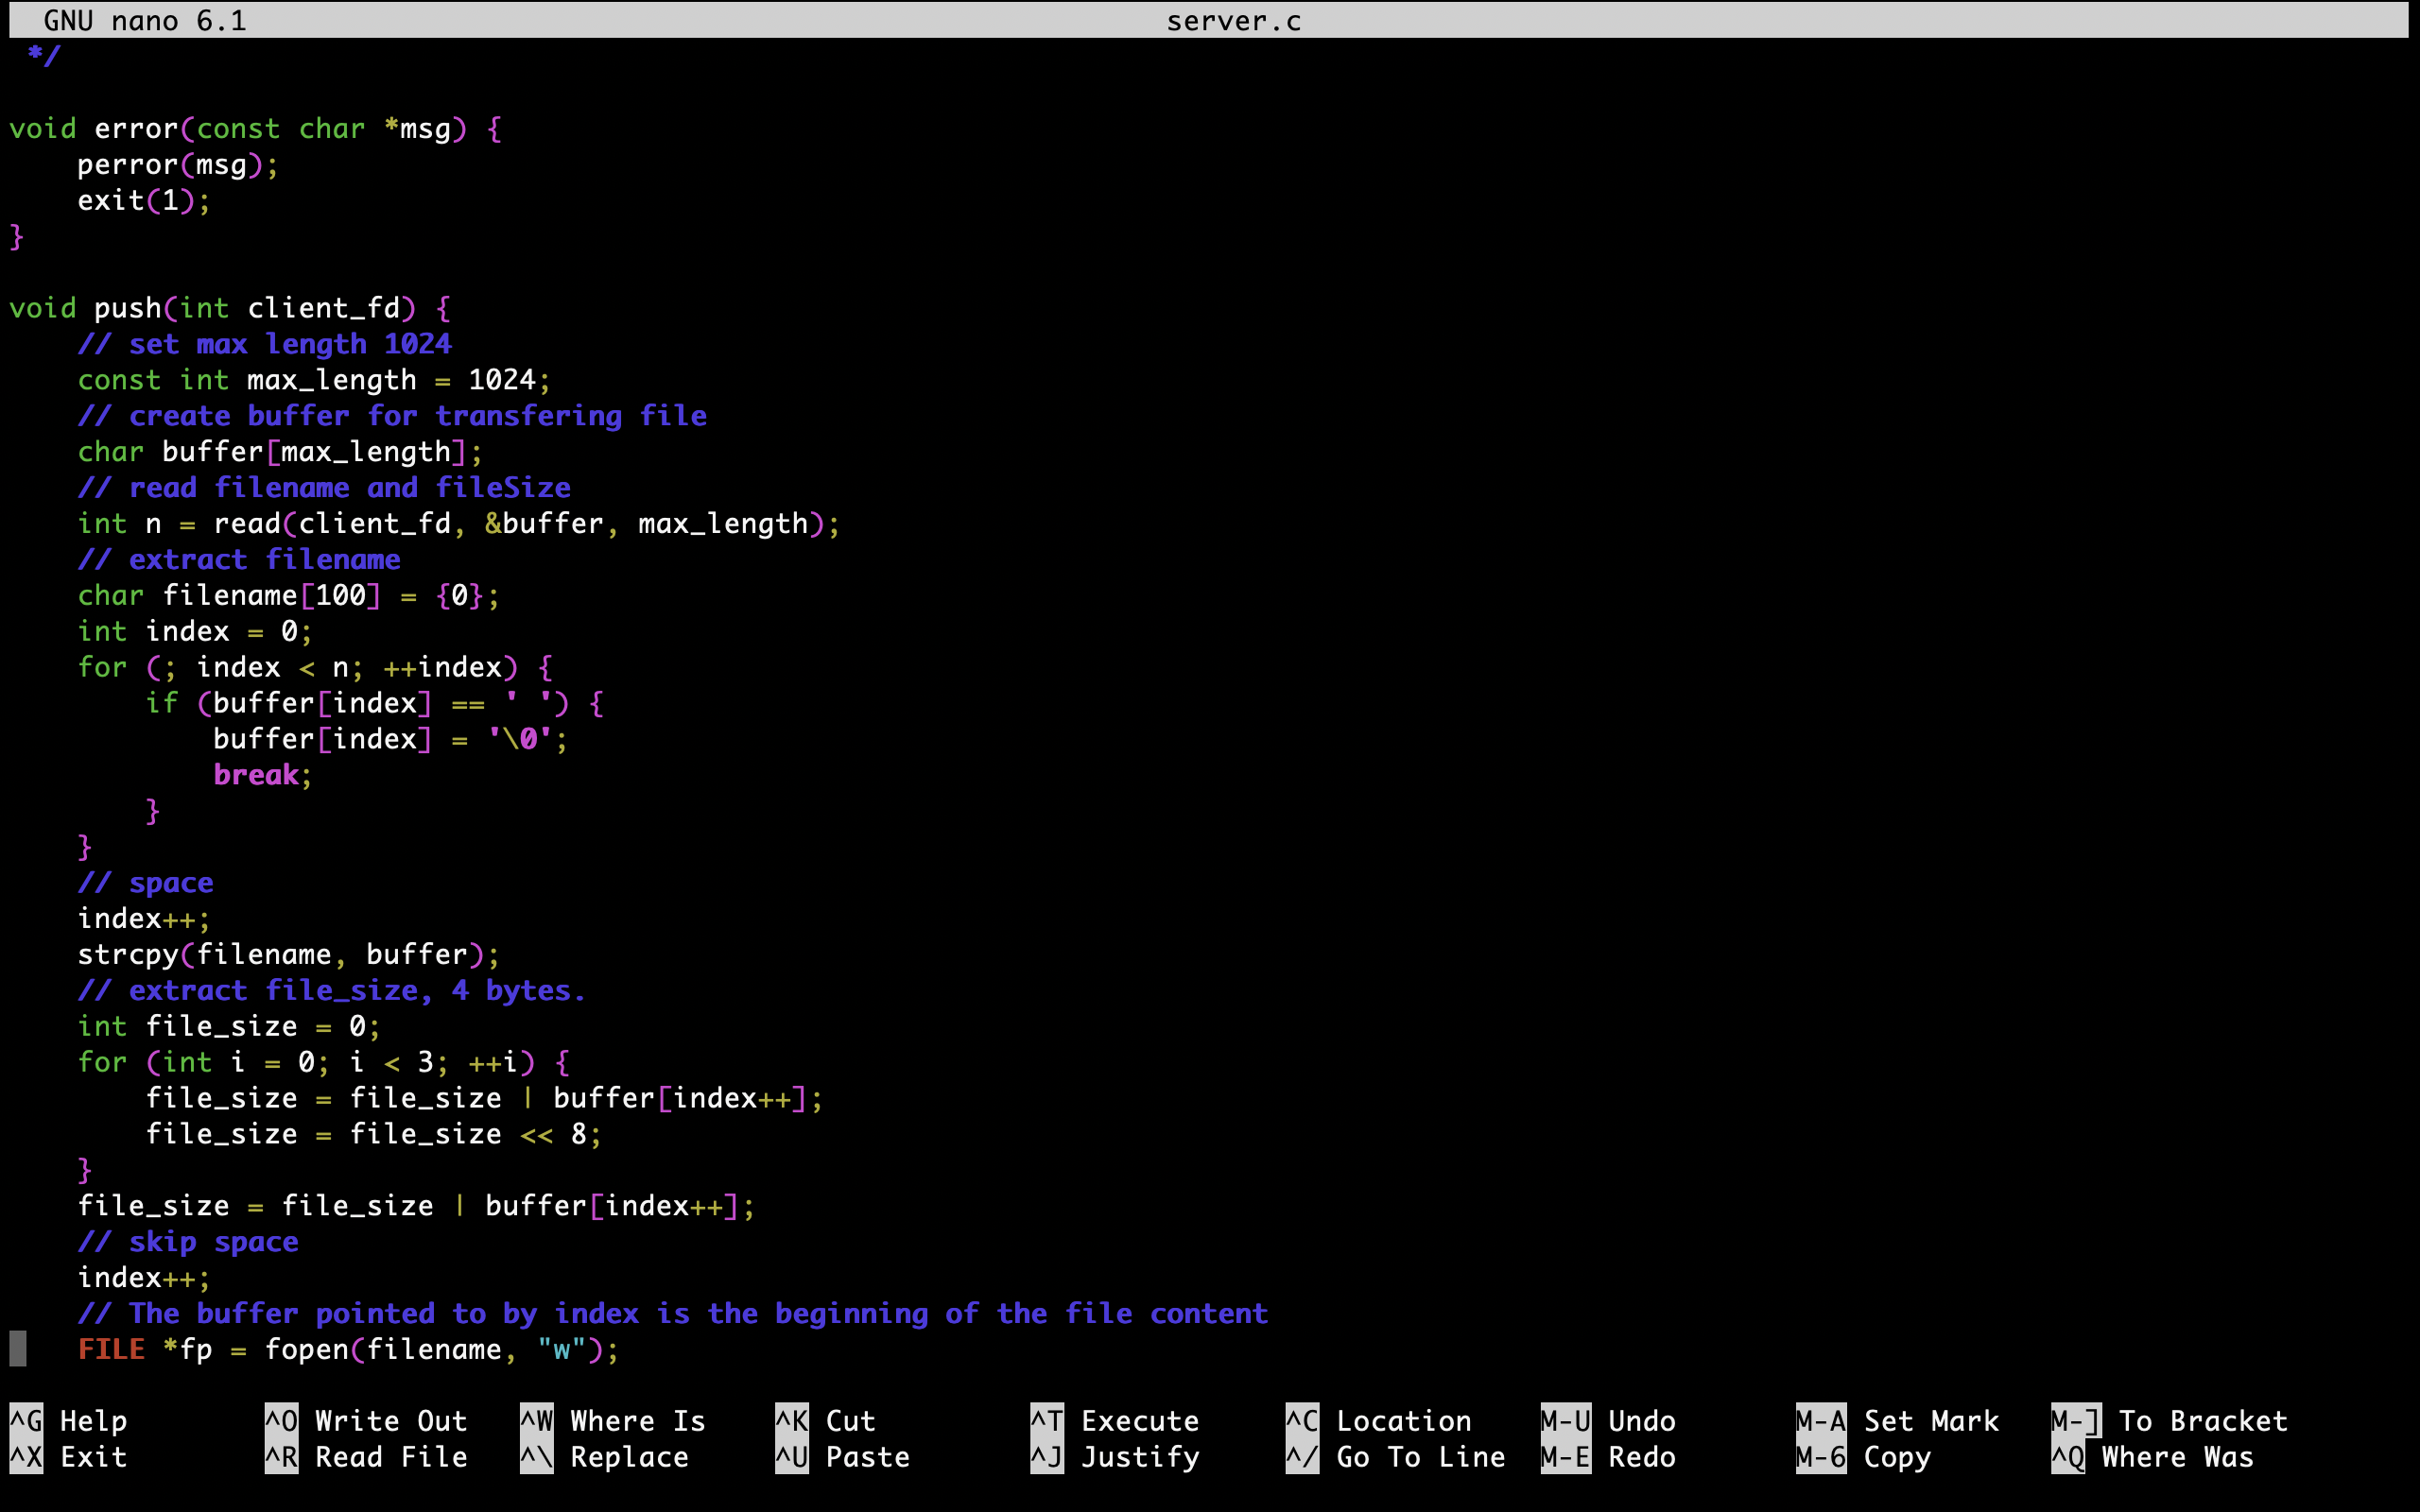 GNU nano 6.1 server.c
*/
void error(const char *msg) {
    perror(msg);
    exit(1);
}
void push(int client_fd) {
    // set max length 1024
    const int max_length = 1024;
    // create buffer for transfering file
    char buffer[max_length];
    // read filename and fileSize
    int n = read(client_fd, &buffer, max_length);
    // extract filename
    char filename[100] = {0};
    int index = 0;
    for (; index < n; ++index) {
        if (buffer[index] == ' ') {
            buffer[index] = '\0';
            break;
        }
    }
    // space
    index++;
    strcpy(filename, buffer);
    // extract file_size, 4 bytes.
    int file_size = 0;
    for (int i = 0; i < 3; ++i) {
        file_size = file_size | buffer[index++];
        file_size = file_size << 8;
    }
    file_size = file_size | buffer[index++];
    // skip space
    index++;
    // The buffer pointed to by index is the beginning of the file content
    FILE *fp = fopen(filename, "w");
^G Help ^O Write Out ^W Where Is ^K Cut ^T Execute ^C Location M-U Undo M-A Set Mark M-] To Bracket
^X Exit ^R Read File ^\ Replace ^U Paste ^J Justify ^/ Go To Line M-E Redo M-6 Copy ^Q Where Was